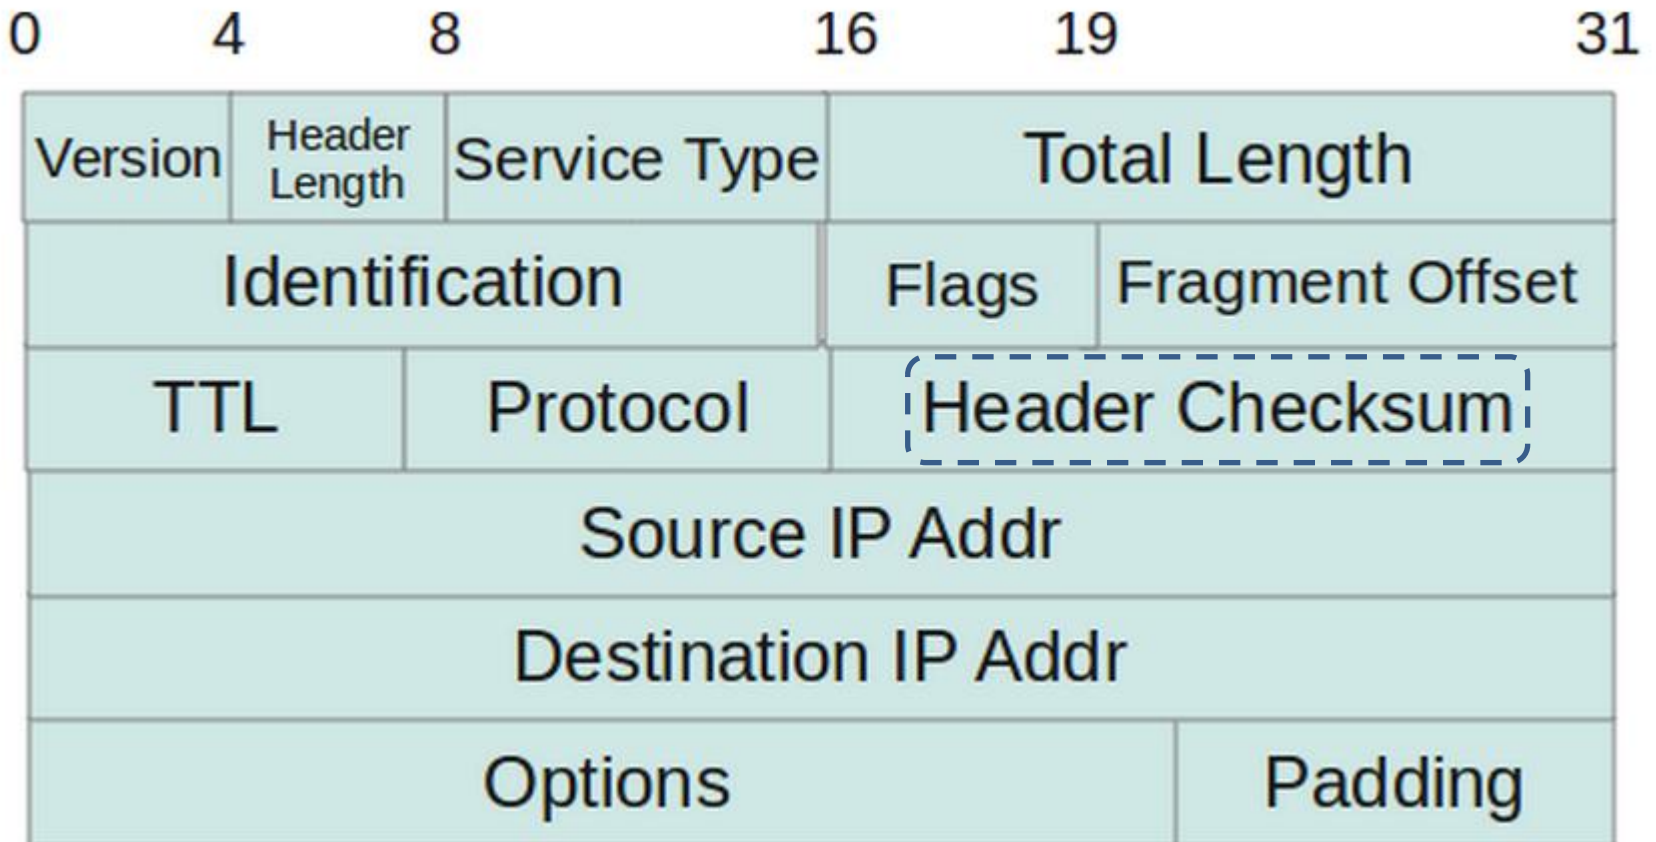 0 4 8 16 19 31
Version Header Length Service Type Total Length
Identification Flags Fragment Offset
TTL Protocol Header Checksum
Source IP Addr
Destination IP Addr
Options Padding